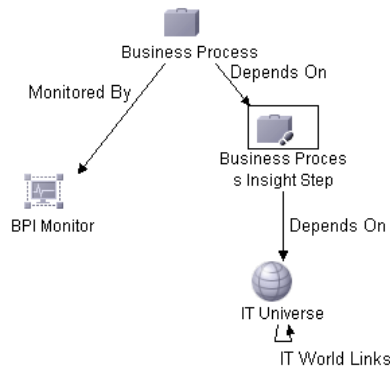 Business Process
Depends On
Monitored By
Business Proces
s Insight Step
BPI Monitor
Depends On
IT Universe
IT World Links